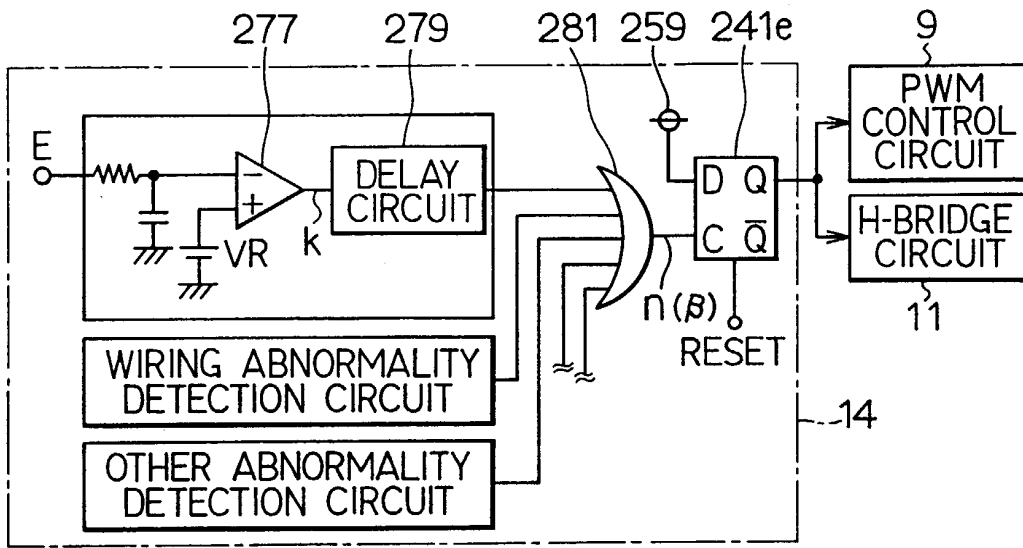 277
279
281
259
241e
9
PWM
CONTROL
CIRCUIT
E
−
+
VR
k
DELAY
CIRCUIT
D Q
C Q̅
n(β)
RESET
H-BRIDGE
CIRCUIT
11
WIRING ABNORMALITY
DETECTION CIRCUIT
OTHER ABNORMALITY
DETECTION CIRCUIT
14